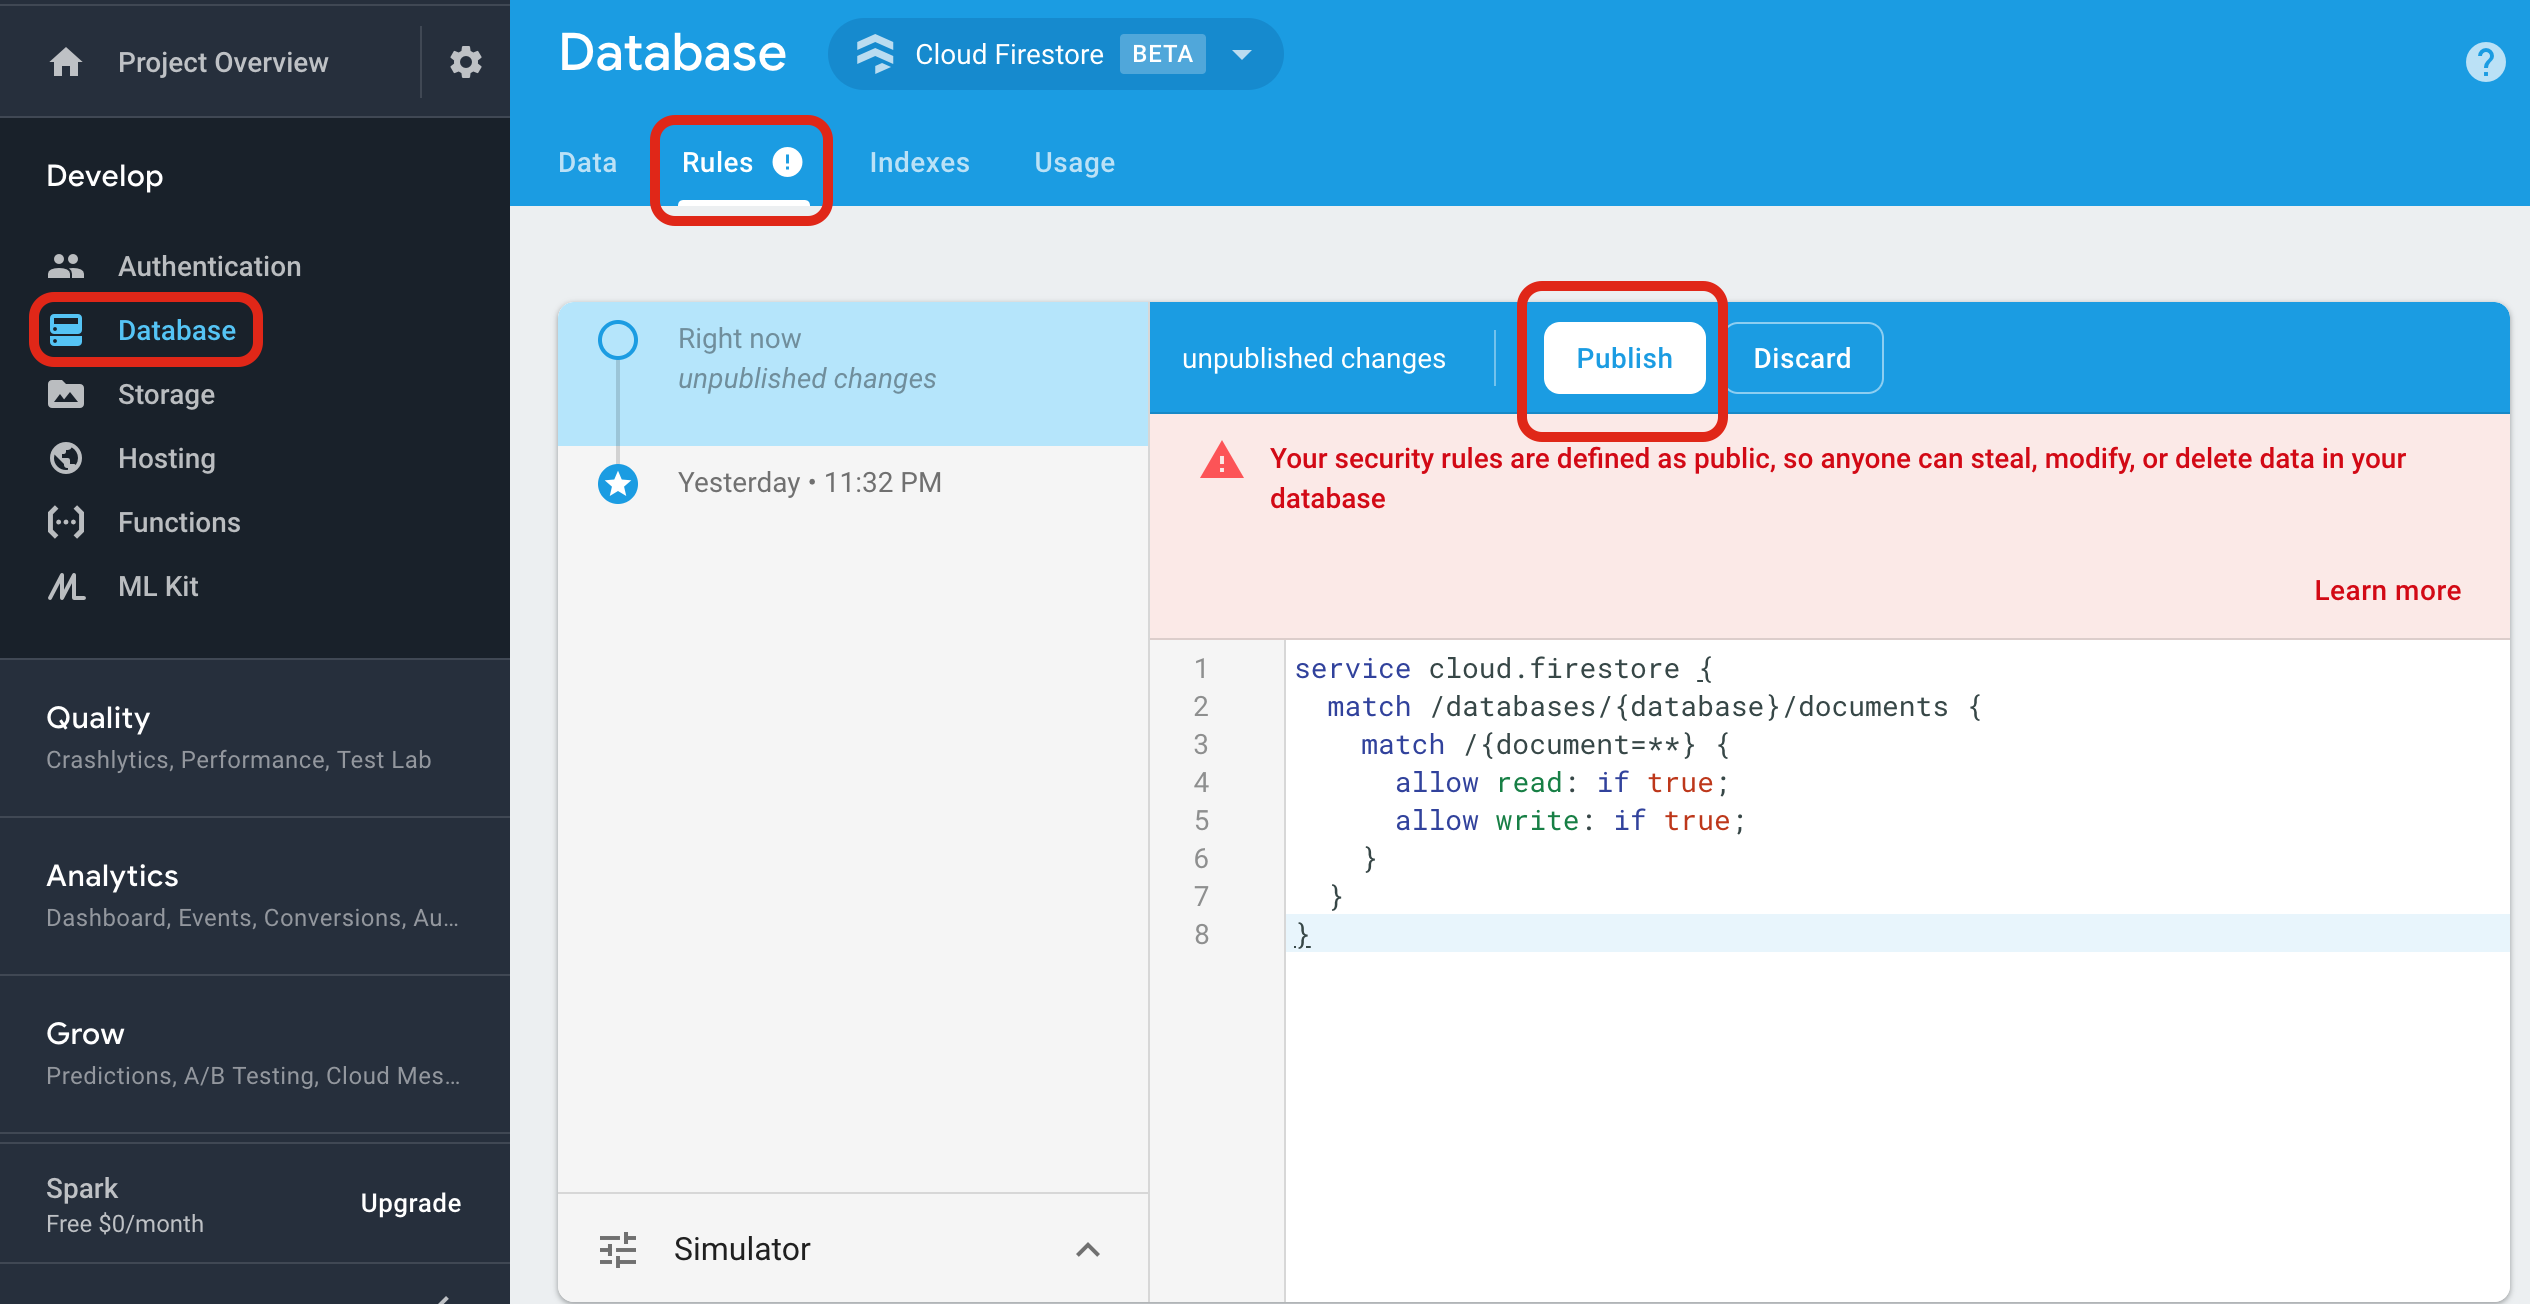 Project Overview
Develop
Authentication
Database
Storage
Hosting
Functions
ML Kit
Quality
Crashlytics, Performance, Test Lab
Analytics
Dashboard, Events, Conversions, Au...
Grow
Predictions, A/B Testing, Cloud Mes...
Spark
Free $0/month
Upgrade
Database
Cloud Firestore BETA
Data
Rules
Indexes
Usage
Right now
unpublished changes
Yesterday • 11:32 PM
Simulator
unpublished changes
Publish
Discard
Your security rules are defined as public, so anyone can steal, modify, or delete data in your
database
Learn more
1 service cloud.firestore {
2   match /databases/{database}/documents {
3     match /{document=**} {
4       allow read: if true;
5       allow write: if true;
6     }
7   }
8 }